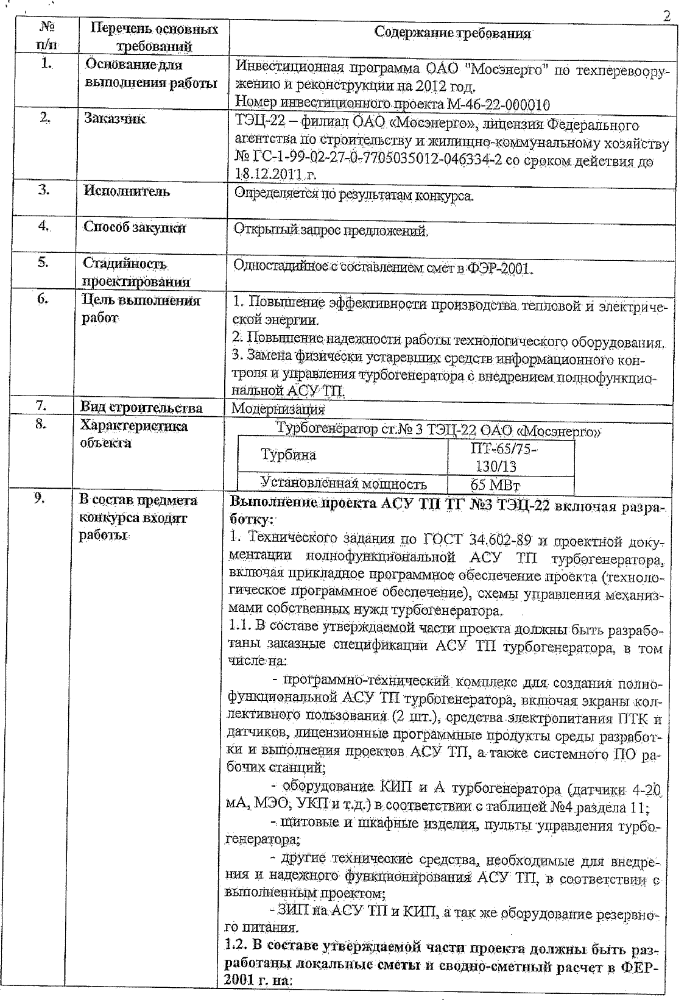 2
№
п/п
Перечень основных
требований
Содержание требования
1.
Основание для
выполнения работы
Инвестиционная программа ОАО "Мосэнерго" по техперевоору-
жению и реконструкции на 2012 год.
Номер инвестиционного проекта М-46-22-000010
2.
Заказчик
ТЭЦ-22 – филиал ОАО «Мосэнерго», лицензия Федерального
агентства по строительству и жилищно-коммунальному хозяйству
№ ГС-1-99-02-27-0-7705035012-046334-2 со сроком действия до
18.12.2011 г.
3.
Исполнитель
Определяется по результатам конкурса.
4.
Способ закупки
Открытый запрос предложений.
5.
Стадийность
проектирования
Одностадийное с составлением смет в ФЭР-2001.
6.
Цель выполнения
работ
1. Повышение эффективности производства тепловой и электриче-
ской энергии.
2. Повышение надежности работы технологического оборудования.
3. Замена физически устаревших средств информационного кон-
троля и управления турбогенератора с внедрением полнофункцио-
нальной АСУ ТП.
7.
Вид строительства
Модернизация
8.
Характеристика
объекта
Турбогенератор ст.№ 3 ТЭЦ-22 ОАО «Мосэнерго»
Турбина
ПТ-65/75-
130/13
Установленная мощность
65 МВт
9.
В состав предмета
конкурса входят
работы
Выполнение проекта АСУ ТП ТГ №3 ТЭЦ-22 включая разра-
ботку:
1. Технического задания по ГОСТ 34.602-89 и проектной доку-
ментации полнофункциональной АСУ ТП турбогенератора,
включая прикладное программное обеспечение проекта (техноло-
гическое программное обеспечение), схемы управления механиз-
мами собственных нужд турбогенератора.
1.1. В составе утверждаемой части проекта должны быть разрабо-
таны заказные спецификации АСУ ТП турбогенератора, в том
числе на:
- программно-технический комплекс для создания полно-
функциональной АСУ ТП турбогенератора, включая экраны кол-
лективного пользования (2 шт.), средства электропитания ПТК и
датчиков, лицензионные программные продукты среды разработ-
ки и выполнения проектов АСУ ТП, а также системного ПО ра-
бочих станций;
- оборудование КИП и А турбогенератора (датчики 4-20
мА, МЭО, УКП и т.д.) в соответствии с таблицей №4 раздела 11;
- щитовые и шкафные изделия, пульты управления турбо-
генератора;
- другие технические средства, необходимые для внедре-
ния и надежного функционирования АСУ ТП, в соответствии с
выполненным проектом;
- ЗИП на АСУ ТП и КИП, а так же оборудование резервно-
го питания.
1.2. В составе утверждаемой части проекта должны быть раз-
работаны локальные сметы и сводно-сметный расчет в ФЕР-
2001 г. на: